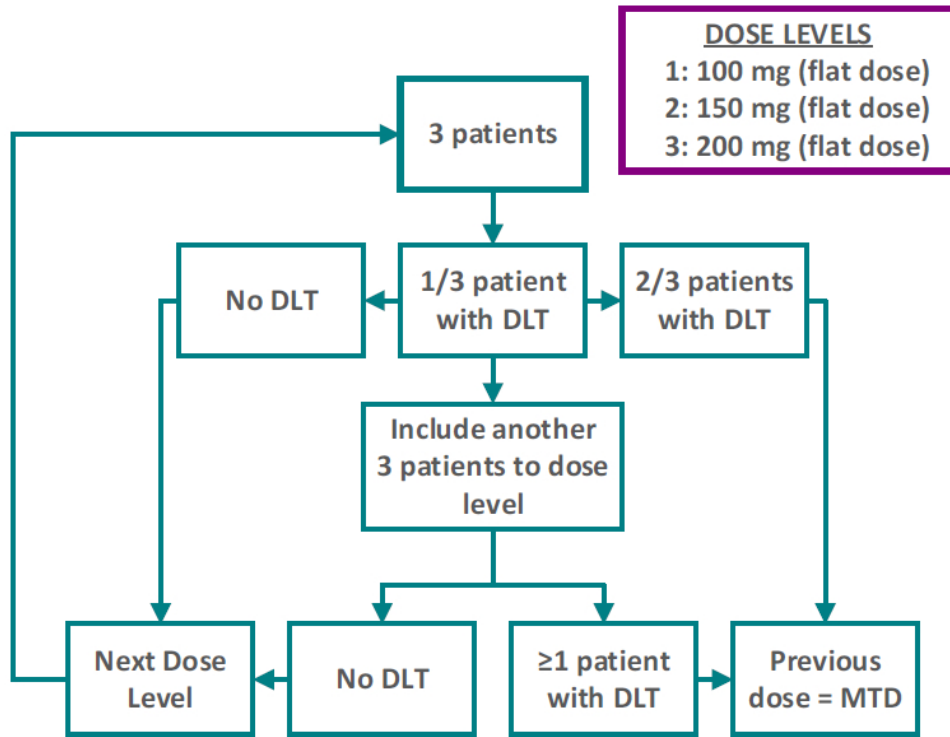 DOSE LEVELS
1: 100 mg (flat dose)
2: 150 mg (flat dose)
3: 200 mg (flat dose)
3 patients
No DLT
1/3 patient
with DLT
2/3 patients
with DLT
Include another
3 patients to dose
level
Next Dose
Level
No DLT
≥1 patient
with DLT
Previous
dose = MTD